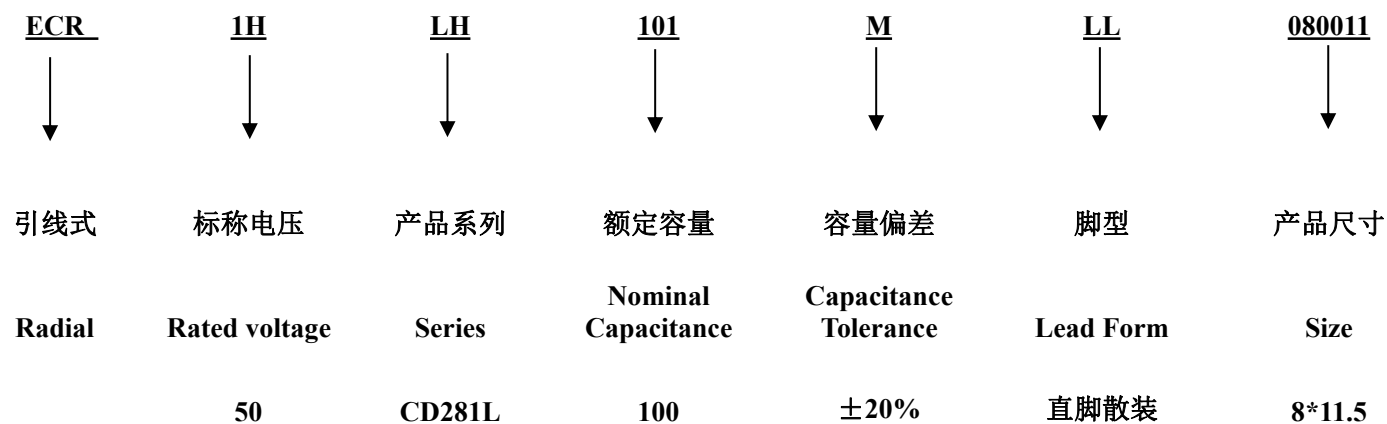 ECR 1H LH 101 M LL 080011
引线式 标称电压 产品系列 额定容量 容量偏差 脚型 产品尺寸
Nominal Capacitance
Radial Rated voltage Series Capacitance Tolerance Lead Form Size
50 CD281L 100 ±20% 直脚散装 8*11.5